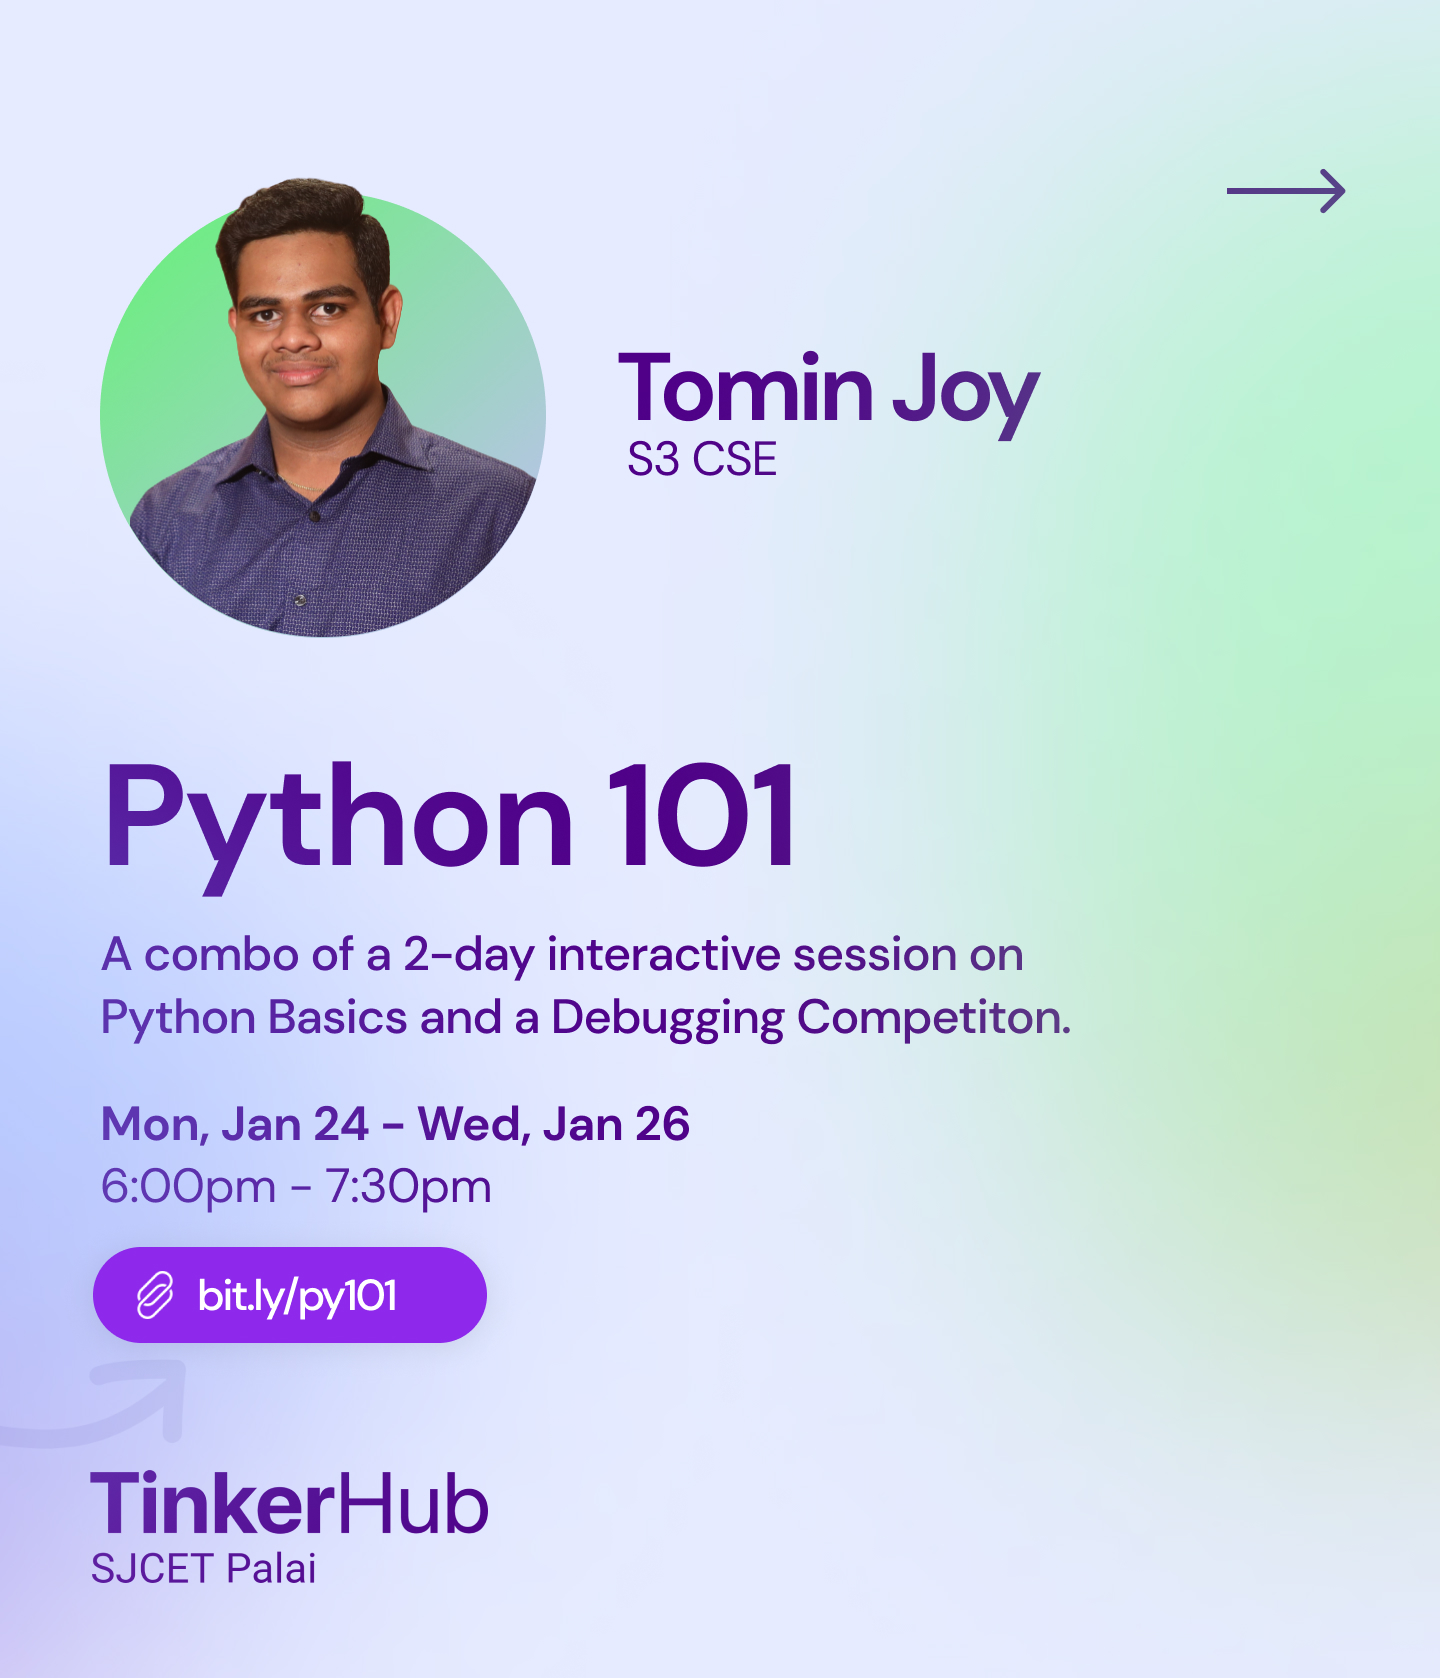 Tomin Joy
S3 CSE
Python 101
A combo of a 2-day interactive session on
Python Basics and a Debugging Competiton.
Mon, Jan 24 - Wed, Jan 26
6:00pm - 7:30pm
bit.ly/py101
TinkerHub
SJCET Palai